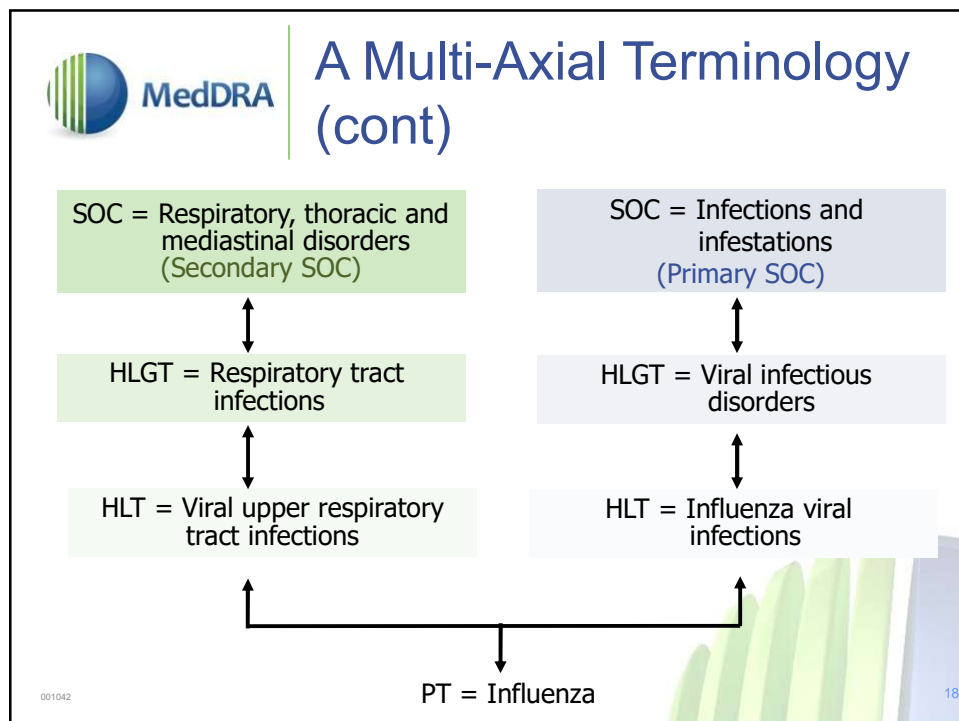 MedDRA
A Multi-Axial Terminology
(cont)
SOC = Respiratory, thoracic and
mediastinal disorders
(Secondary SOC)
SOC = Infections and
infestations
(Primary SOC)
HLGT = Respiratory tract
infections
HLGT = Viral infectious
disorders
HLT = Viral upper respiratory
tract infections
HLT = Influenza viral
infections
PT = Influenza
001042
18